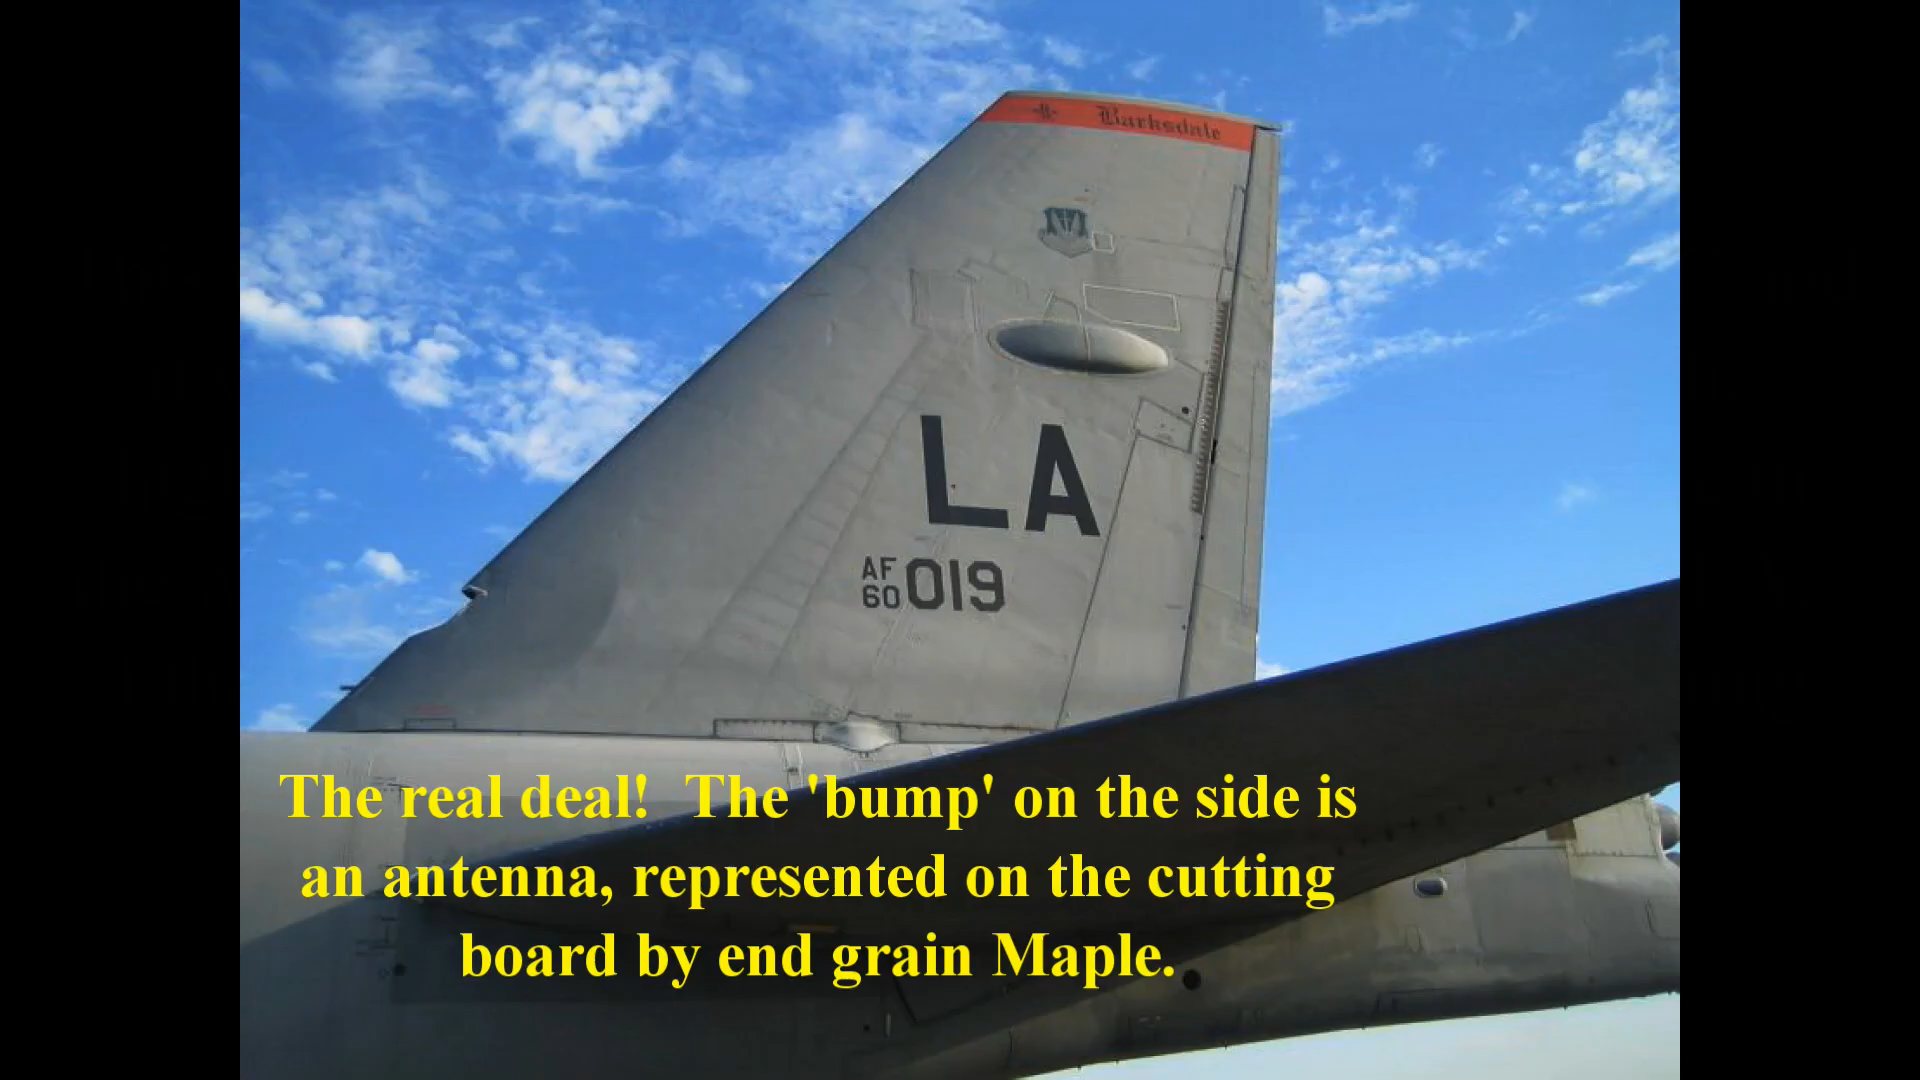 Barksdale
LA
AF
60 019
The real deal!  The 'bump' on the side is
an antenna, represented on the cutting
board by end grain Maple.